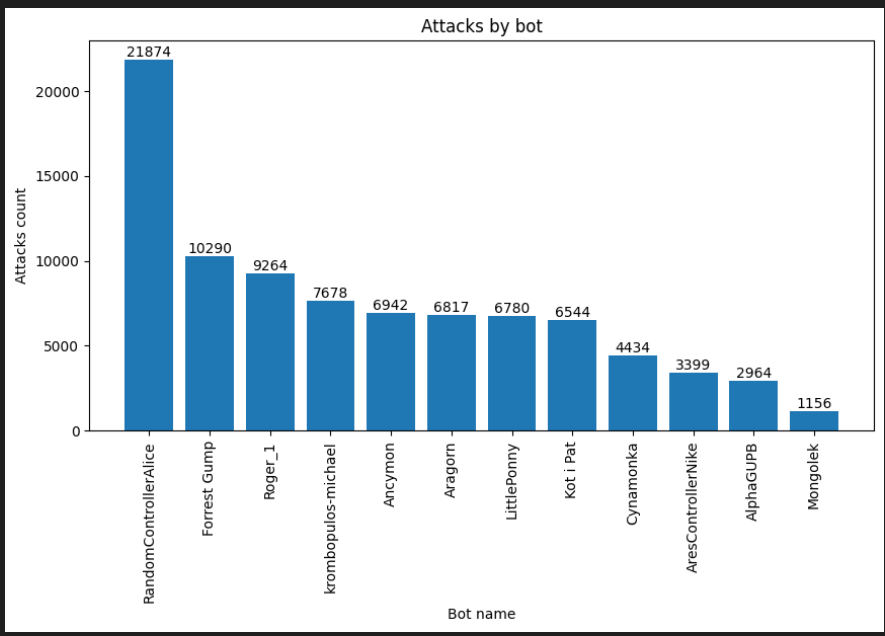 Attacks by bot
Attacks count
20000
15000
10000
5000
0
21874
10290
9264
7678
6942
6817
6780
6544
4434
3399
2964
1156
RandomControllerAlice
Forrest Gump
Roger_1
krombopulos-michael
Ancymon
Aragorn
LittlePonny
Kot i Pat
Cynamonka
AresControllerNike
AlphaGUPB
Mongolek
Bot name